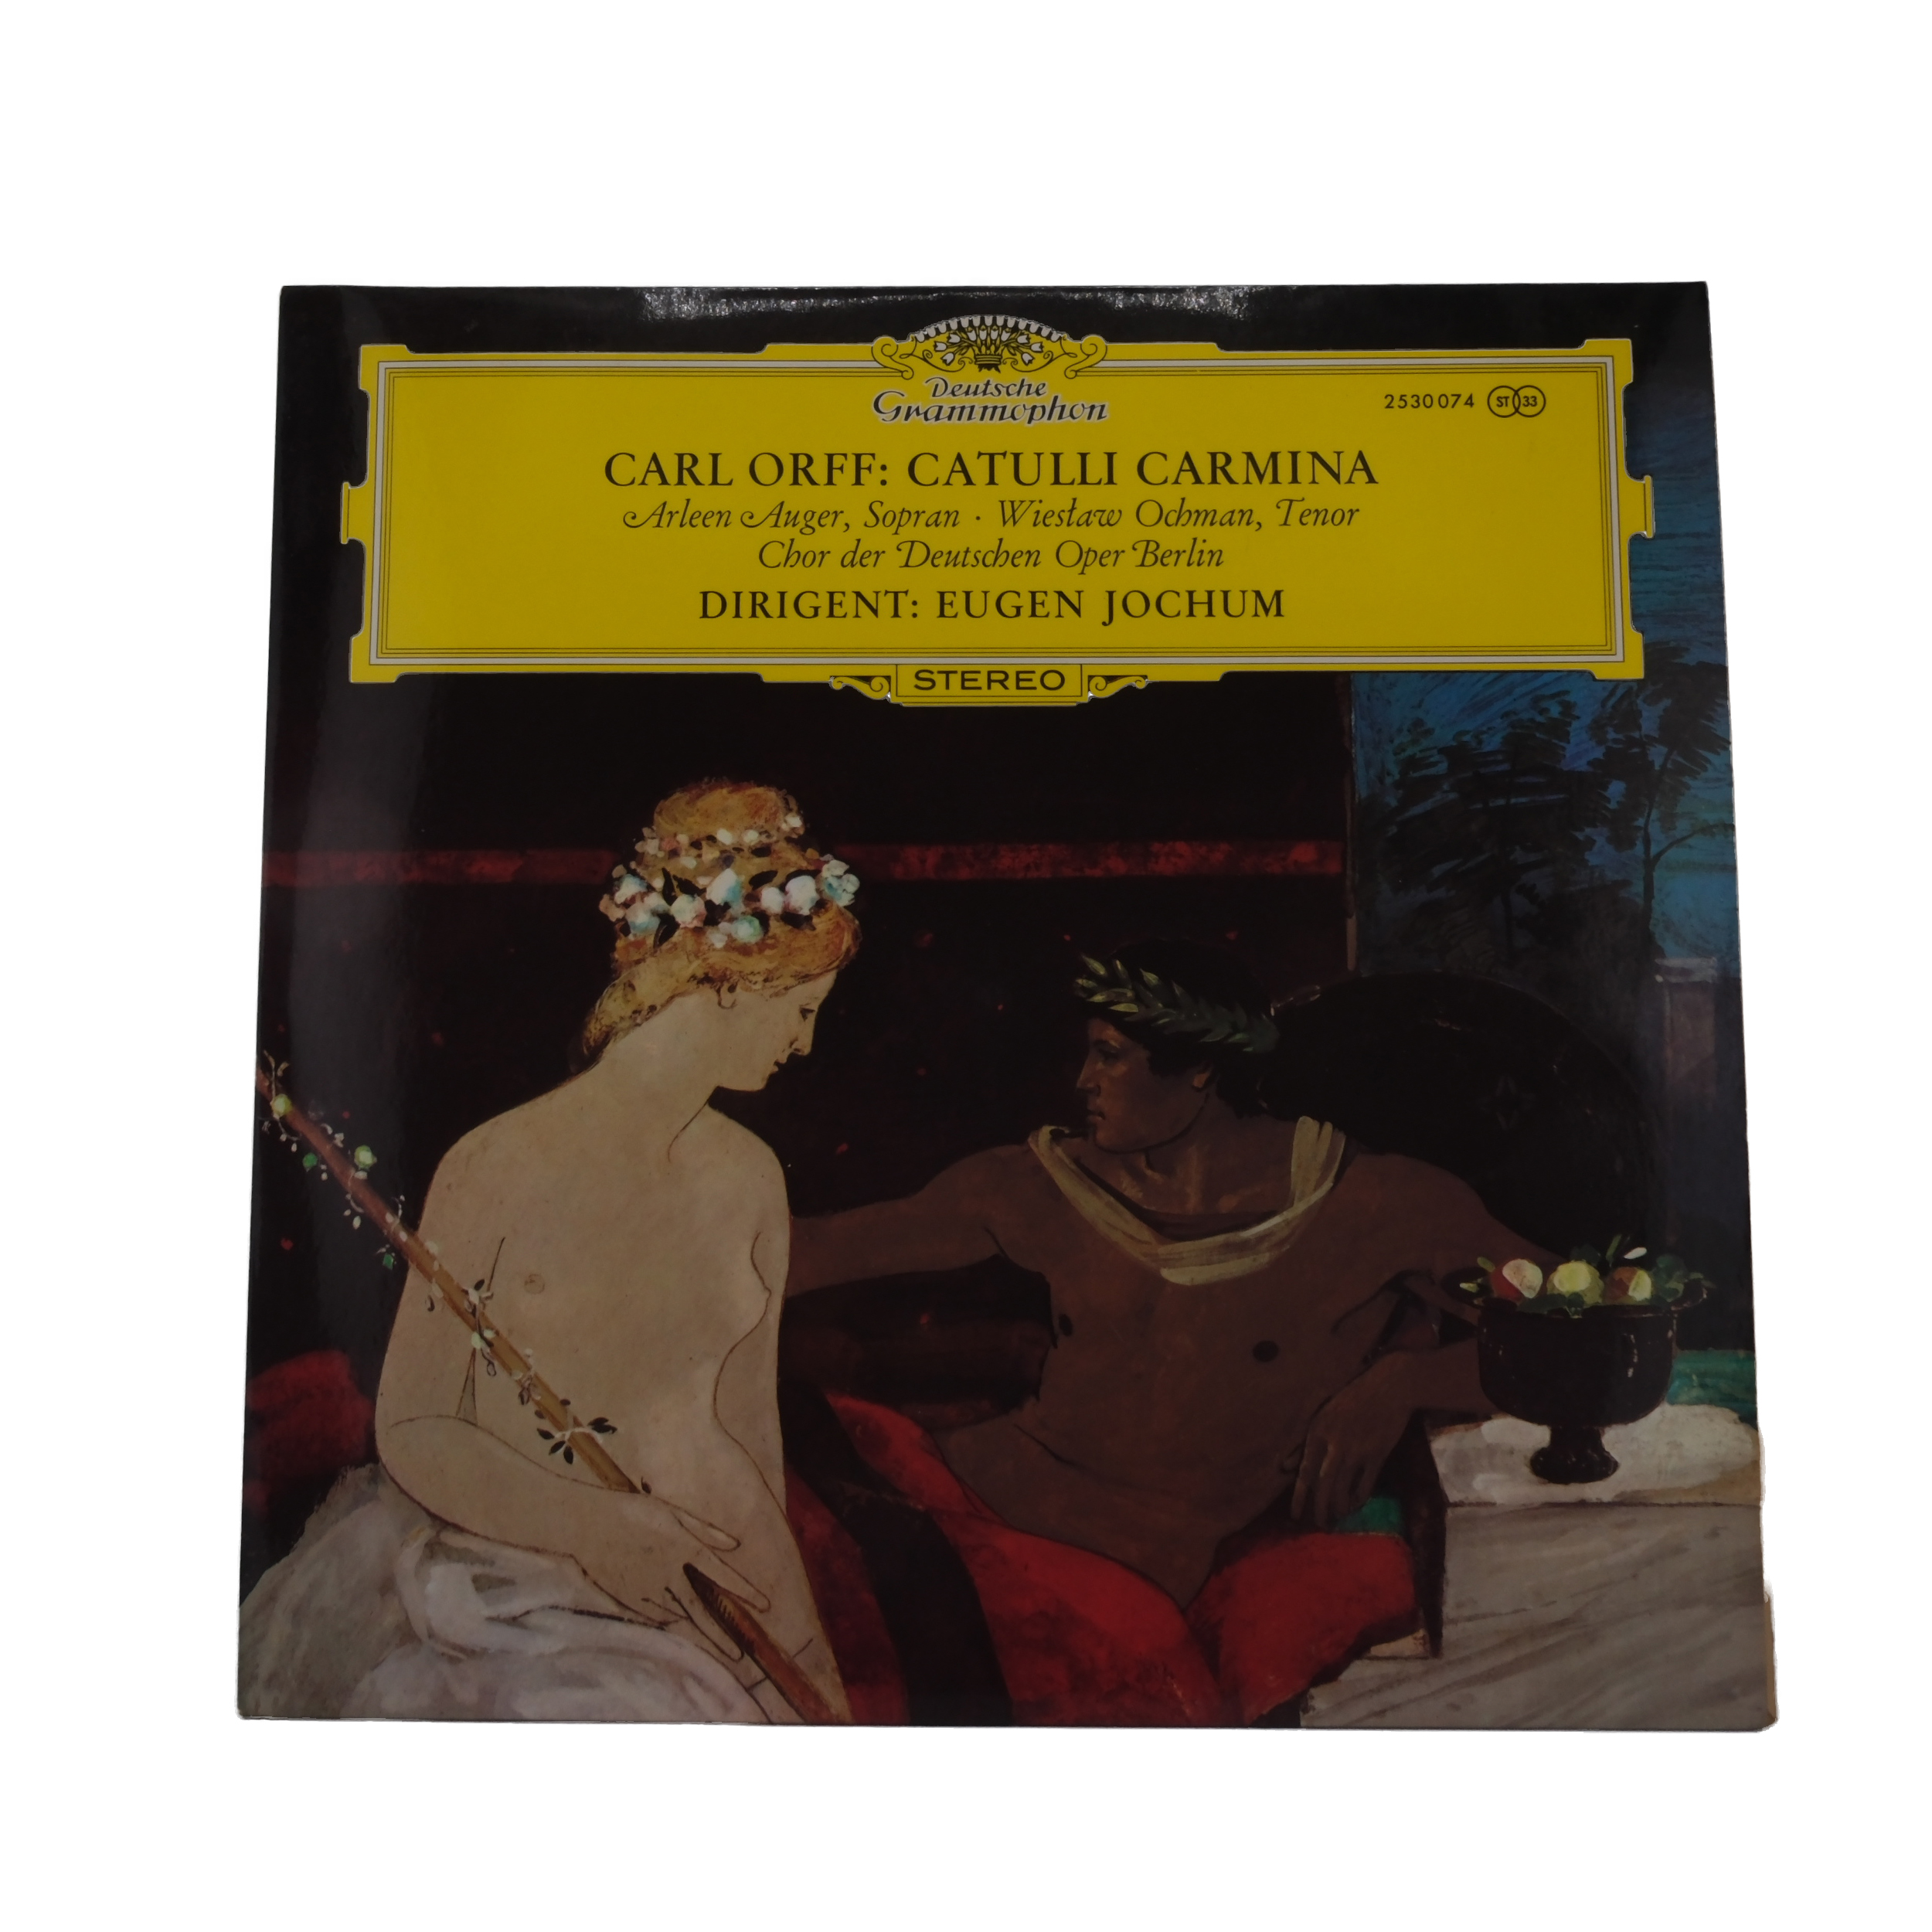 Deutsche
Grammophon
2530 074 ST 33
CARL ORFF: CATULLI CARMINA
Arleen Auger, Sopran · Wiesław Ochman, Tenor
Chor der Deutschen Oper Berlin
DIRIGENT: EUGEN JOCHUM
STEREO